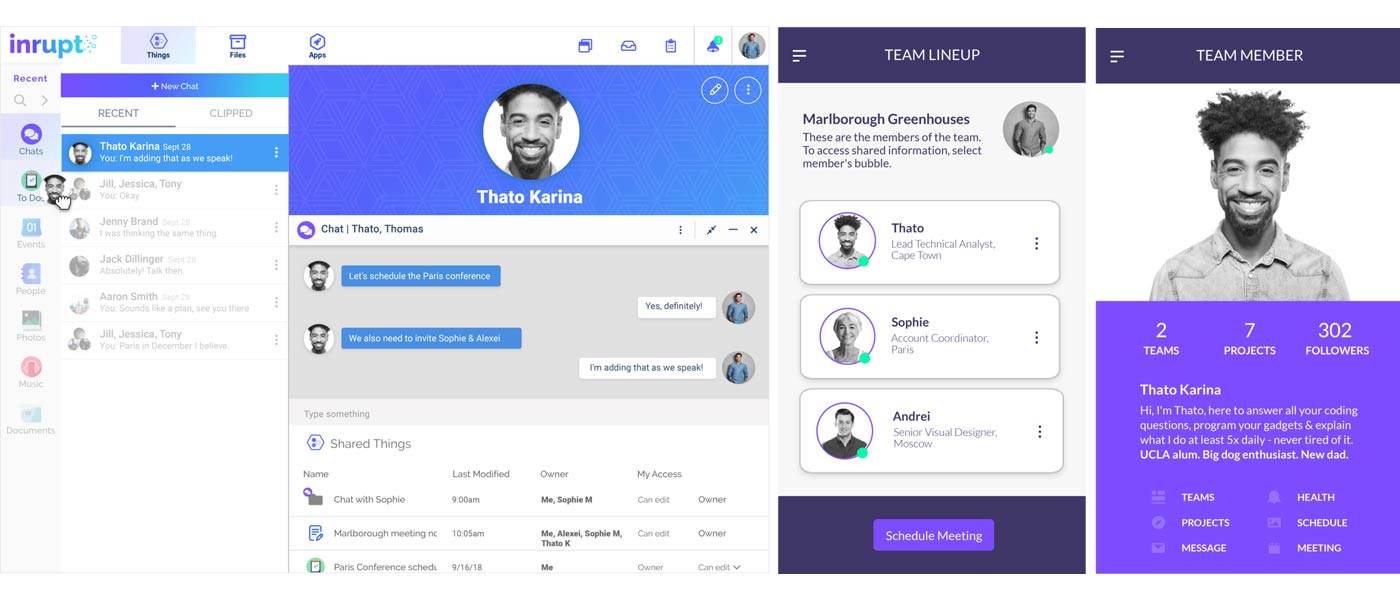 inrupt
Things
Files
Apps
Recent
Chats
To Do
Events
People
Photos
Music
Documents
+ New Chat
RECENT
CLIPPED
Thato Karina Sept 28
You: I'm adding that as we speak!
Jill, Jessica, Tony
You: Okay
Jenny Brand Sept 28
I was thinking the same thing
Jack Dillinger Sept 28
Absolutely! Talk then
Aaron Smith Sept 28
You: Sounds like a plan, see you there
Jill, Jessica, Tony
You: Paris in December I believe.
Thato Karina
Chat | Thato, Thomas
Let's schedule the Paris conference
Yes, definitely!
We also need to invite Sophie & Alexei
I'm adding that as we speak!
Type something
Shared Things
Name
Last Modified
Owner
My Access
Chat with Sophie
9:00am
Me, Sophie M
Can edit
Owner
Marlborough meeting nc
10:05am
Me, Alexei, Sophie M,
Thato K
Can edit
Owner
Paris Conference schedu
9/16/18
Me
Owner
Can edit
TEAM LINEUP
Marlborough Greenhouses
These are the members of the team.
To access shared information, select
member's bubble.
Thato
Lead Technical Analyst,
Cape Town
Sophie
Account Coordinator,
Paris
Andrei
Senior Visual Designer,
Moscow
Schedule Meeting
TEAM MEMBER
2
TEAMS
7
PROJECTS
302
FOLLOWERS
Thato Karina
Hi, I'm Thato, here to answer all your coding
questions, program your gadgets & explain
what I do at least 5x daily - never tired of it.
UCLA alum. Big dog enthusiast. New dad.
TEAMS
HEALTH
PROJECTS
SCHEDULE
MESSAGE
MEETING